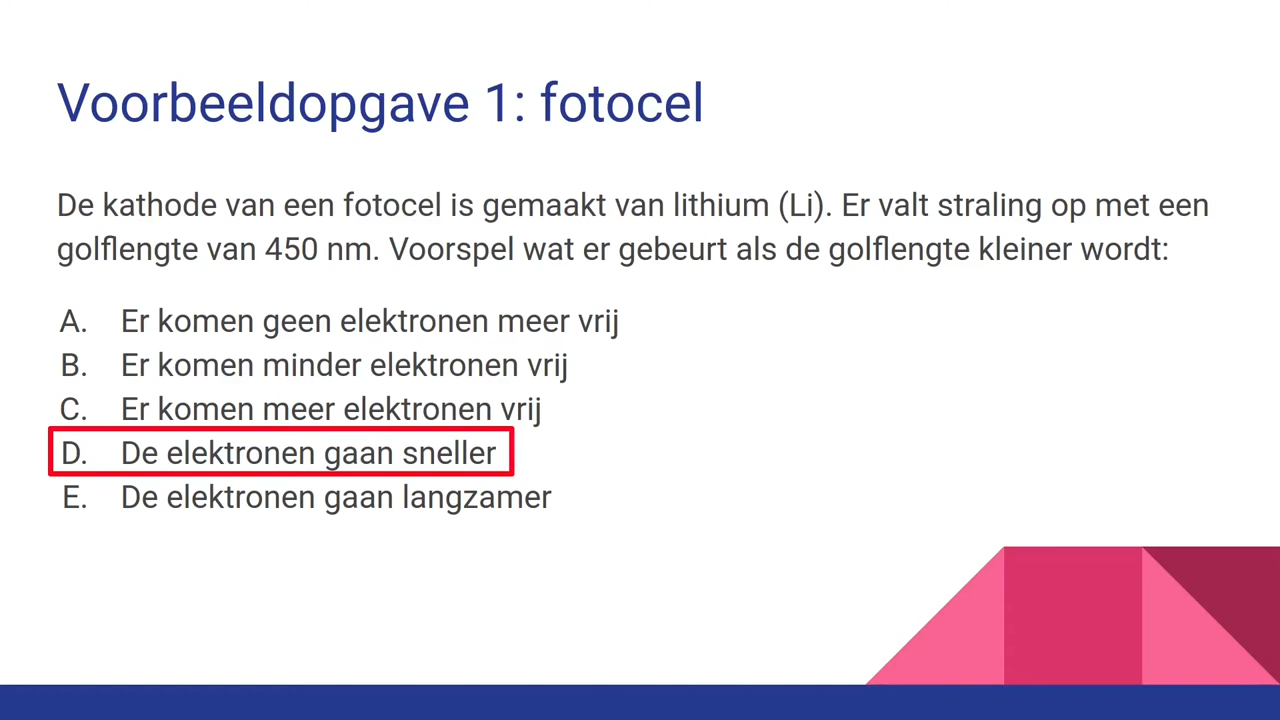 Voorbeeldopgave 1: fotocel
De kathode van een fotocel is gemaakt van lithium (Li). Er valt straling op met een
golflengte van 450 nm. Voorspel wat er gebeurt als de golflengte kleiner wordt:
A. Er komen geen elektronen meer vrij
B. Er komen minder elektronen vrij
C. Er komen meer elektronen vrij
D. De elektronen gaan sneller
E. De elektronen gaan langzamer